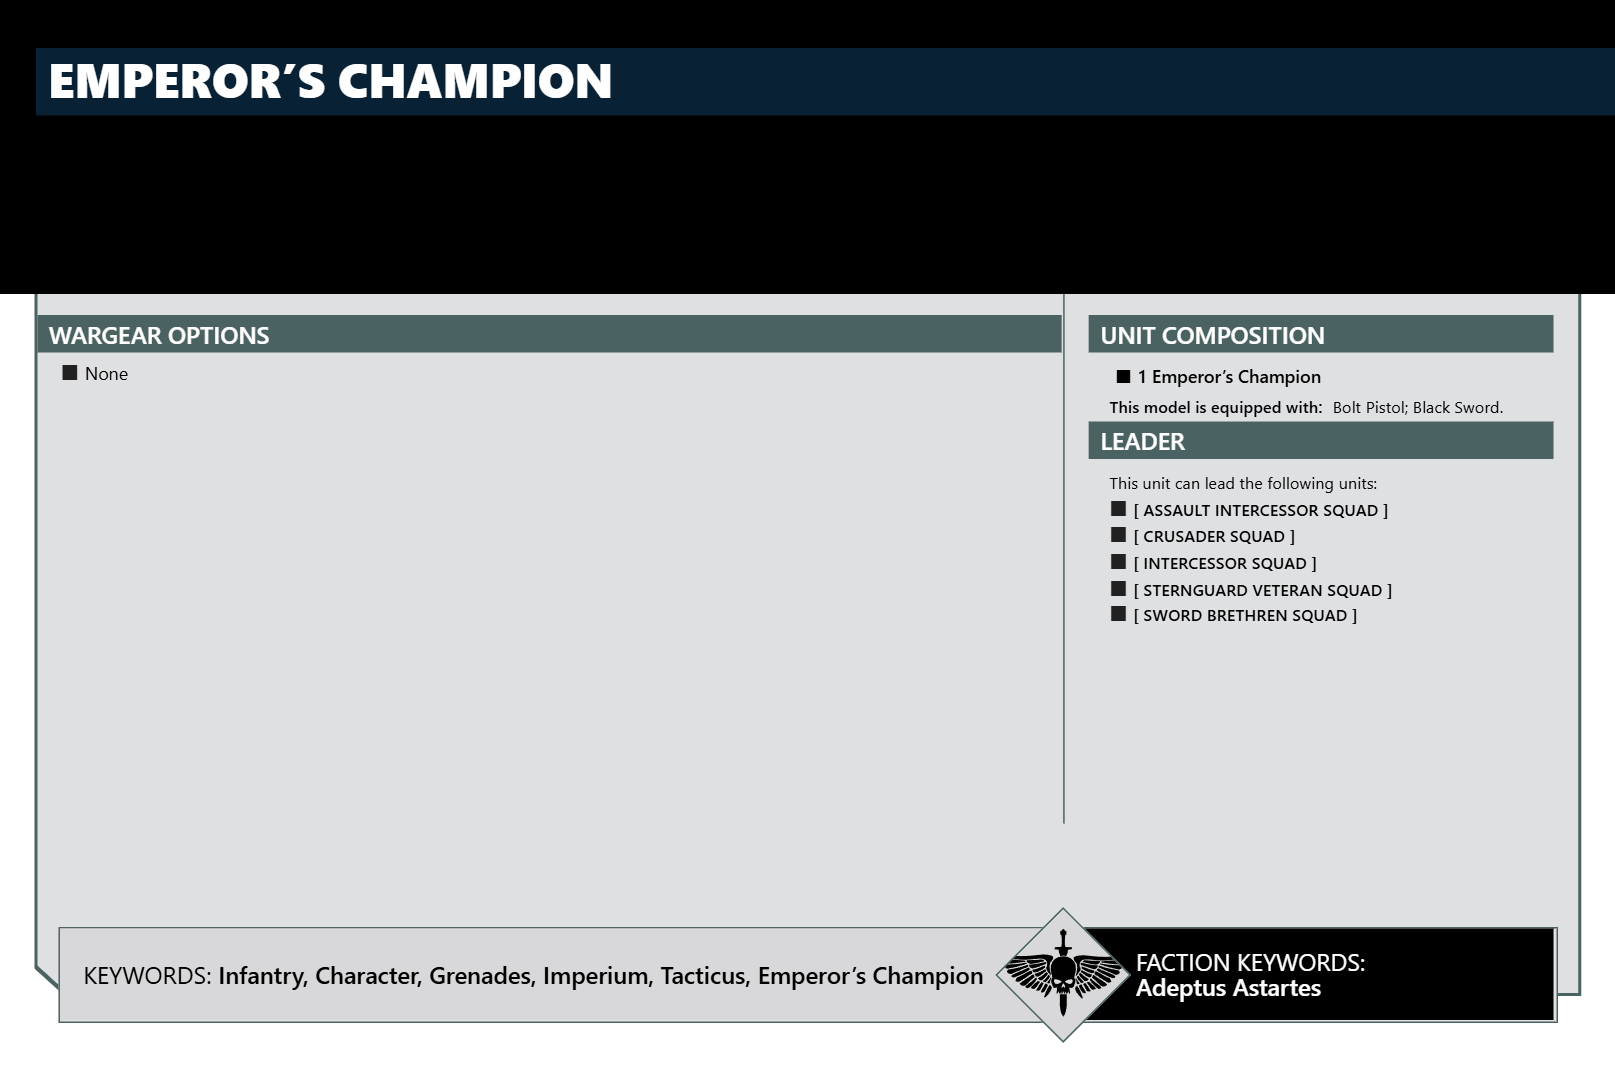 EMPEROR’S CHAMPION
WARGEAR OPTIONS
■ None
UNIT COMPOSITION
■ 1 Emperor’s Champion
This model is equipped with: Bolt Pistol; Black Sword.
LEADER
This unit can lead the following units:
■ [ ASSAULT INTERCESSOR SQUAD ]
■ [ CRUSADER SQUAD ]
■ [ INTERCESSOR SQUAD ]
■ [ STERNGUARD VETERAN SQUAD ]
■ [ SWORD BRETHREN SQUAD ]
KEYWORDS: Infantry, Character, Grenades, Imperium, Tacticus, Emperor’s Champion
FACTION KEYWORDS:
Adeptus Astartes